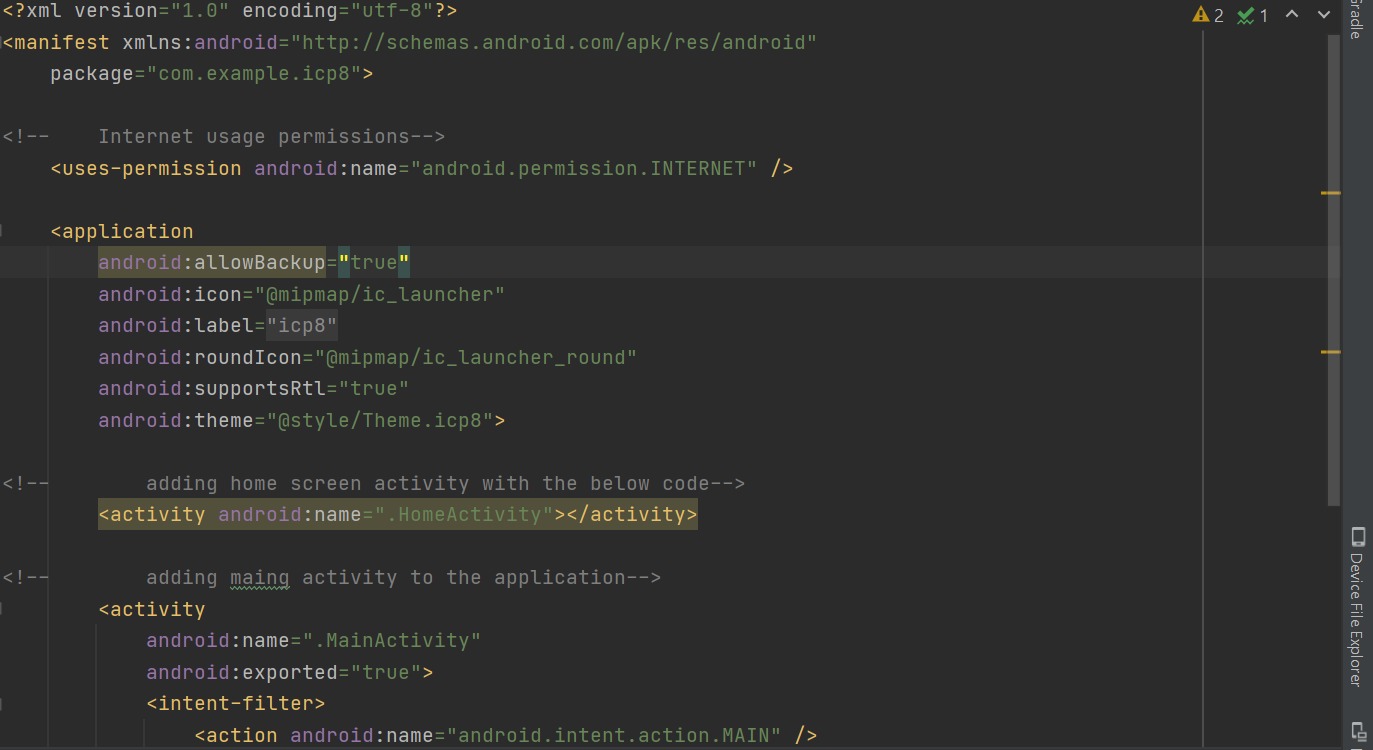 <?xml version="1.0" encoding="utf-8"?>
<manifest xmlns:android="http://schemas.android.com/apk/res/android"
    package="com.example.icp8">

<!--    Internet usage permissions-->
    <uses-permission android:name="android.permission.INTERNET" />

    <application
        android:allowBackup="true"
        android:icon="@mipmap/ic_launcher"
        android:label="icp8"
        android:roundIcon="@mipmap/ic_launcher_round"
        android:supportsRtl="true"
        android:theme="@style/Theme.icp8">

<!--        adding home screen activity with the below code-->
        <activity android:name=".HomeActivity"></activity>

<!--        adding maing activity to the application-->
        <activity
            android:name=".MainActivity"
            android:exported="true">
            <intent-filter>
                <action android:name="android.intent.action.MAIN" />
2
1
Gradle
Device File Explorer